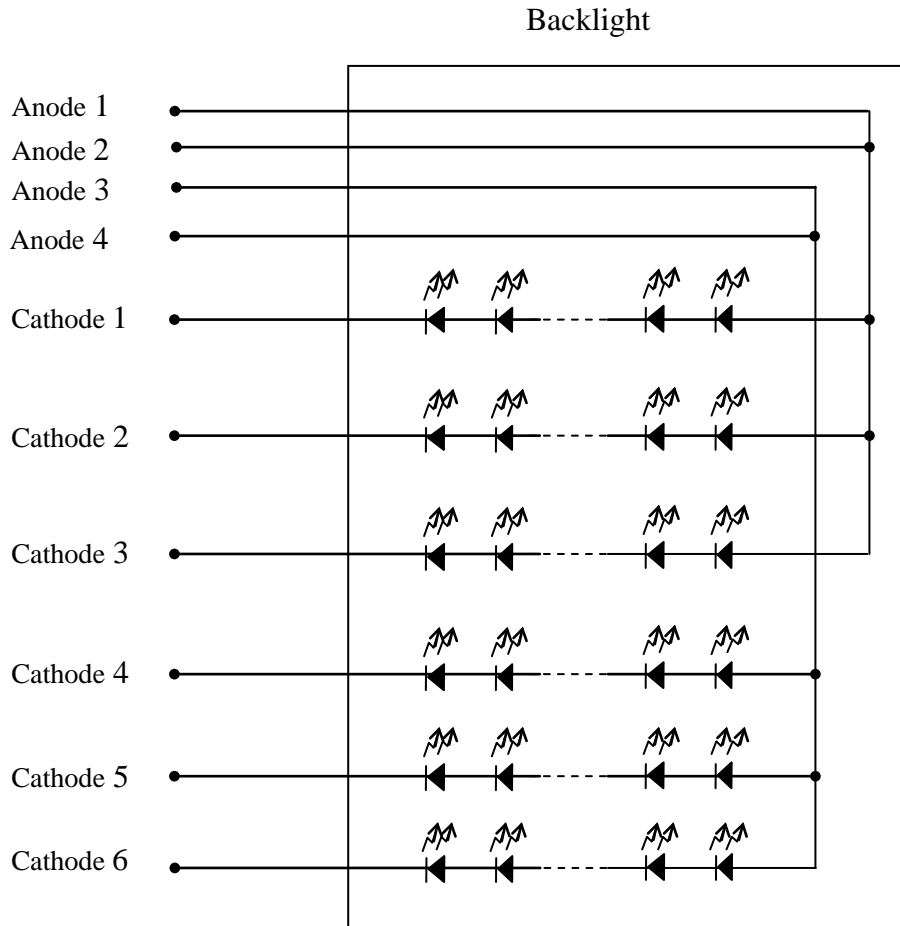 Backlight
Anode 1
Anode 2
Anode 3
Anode 4
Cathode 1
Cathode 2
Cathode 3
Cathode 4
Cathode 5
Cathode 6